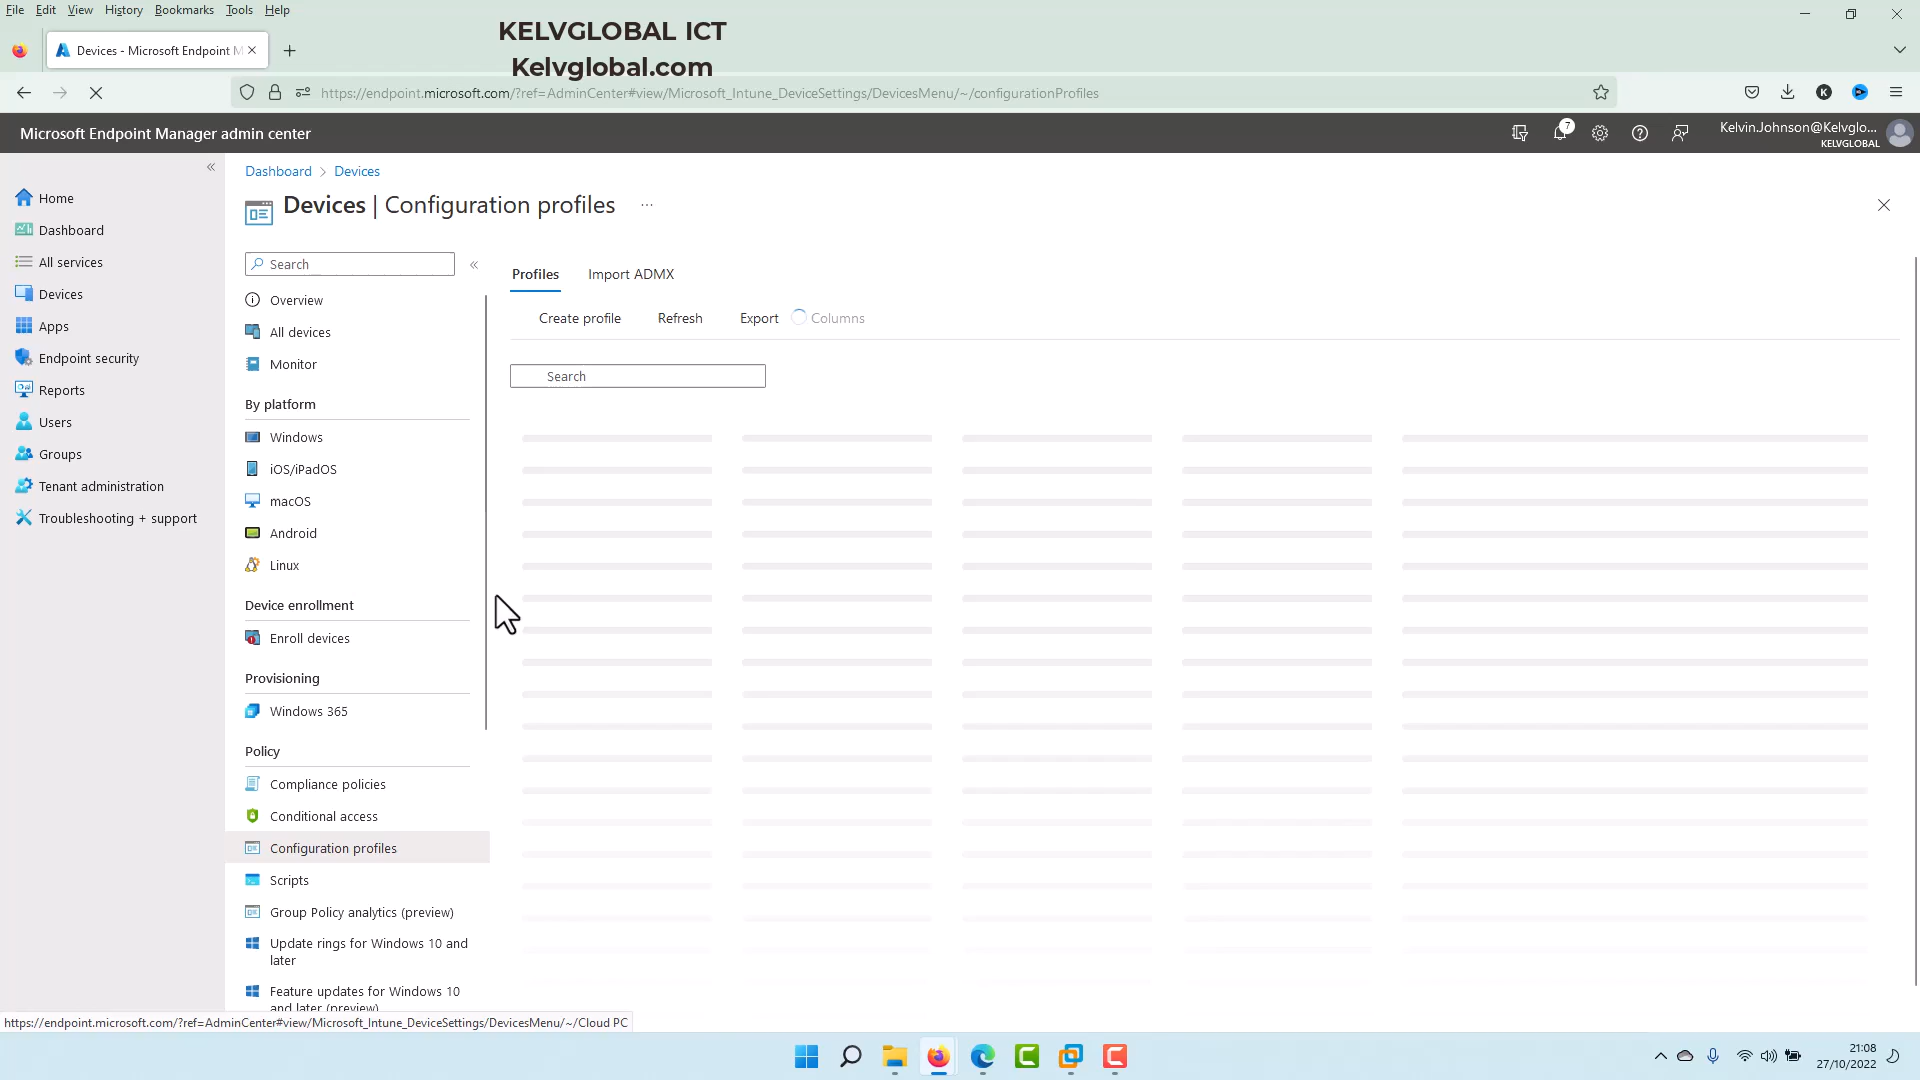 File Edit View History Bookmarks Tools Help
KELVGLOBAL ICT
Kelvglobal.com
Devices - Microsoft Endpoint M
https://endpoint.microsoft.com/?ref=AdminCenter#view/Microsoft_Intune_DeviceSettings/DevicesMenu/~/configurationProfiles
K
Microsoft Endpoint Manager admin center
7
Kelvin.Johnson@Kelvglo...
KELVGLOBAL
Home
Dashboard
All services
Devices
Apps
Endpoint security
Reports
Users
Groups
Tenant administration
Troubleshooting + support
Dashboard > Devices
Devices | Configuration profiles ...
Search
Overview
All devices
Monitor
By platform
Windows
iOS/iPadOS
macOS
Android
Linux
Device enrollment
Enroll devices
Provisioning
Windows 365
Policy
Compliance policies
Conditional access
Configuration profiles
Scripts
Group Policy analytics (preview)
Update rings for Windows 10 and
later
Feature updates for Windows 10
and later (preview)
Profiles Import ADMX
Create profile Refresh Export Columns
Search
https://endpoint.microsoft.com/?ref=AdminCenter#view/Microsoft_Intune_DeviceSettings/DevicesMenu/~/Cloud PC
21:08
27/10/2022